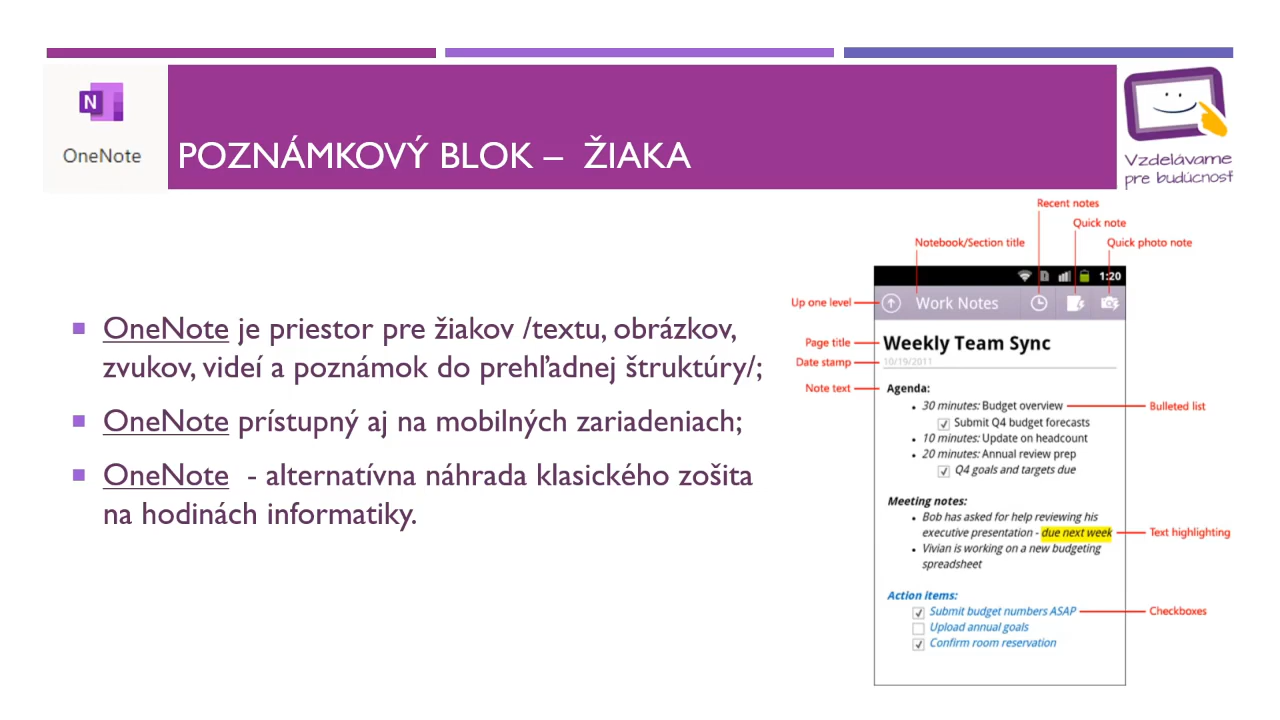 N
OneNote
POZNÁMKOVÝ BLOK – ŽIAKA
Vzdelávame
pre budúcnosť
OneNote je priestor pre žiakov /textu, obrázkov,
zvukov, videí a poznámok do prehľadnej štruktúry/;
OneNote prístupný aj na mobilných zariadeniach;
OneNote - alternatívna náhrada klasického zošita
na hodinách informatiky.
Recent notes
Quick note
Notebook/Section title
Quick photo note
1:20
Up one level
Work Notes
Page title
Weekly Team Sync
Date stamp
10/19/2011
Note text
Agenda:
• 30 minutes: Budget overview
Bulleted list
Submit Q4 budget forecasts
• 10 minutes: Update on headcount
• 20 minutes: Annual review prep
Q4 goals and targets due
Meeting notes:
• Bob has asked for help reviewing his
executive presentation - due next week
Text highlighting
• Vivian is working on a new budgeting
spreadsheet
Action items:
Submit budget numbers ASAP
Checkboxes
Upload annual goals
Confirm room reservation